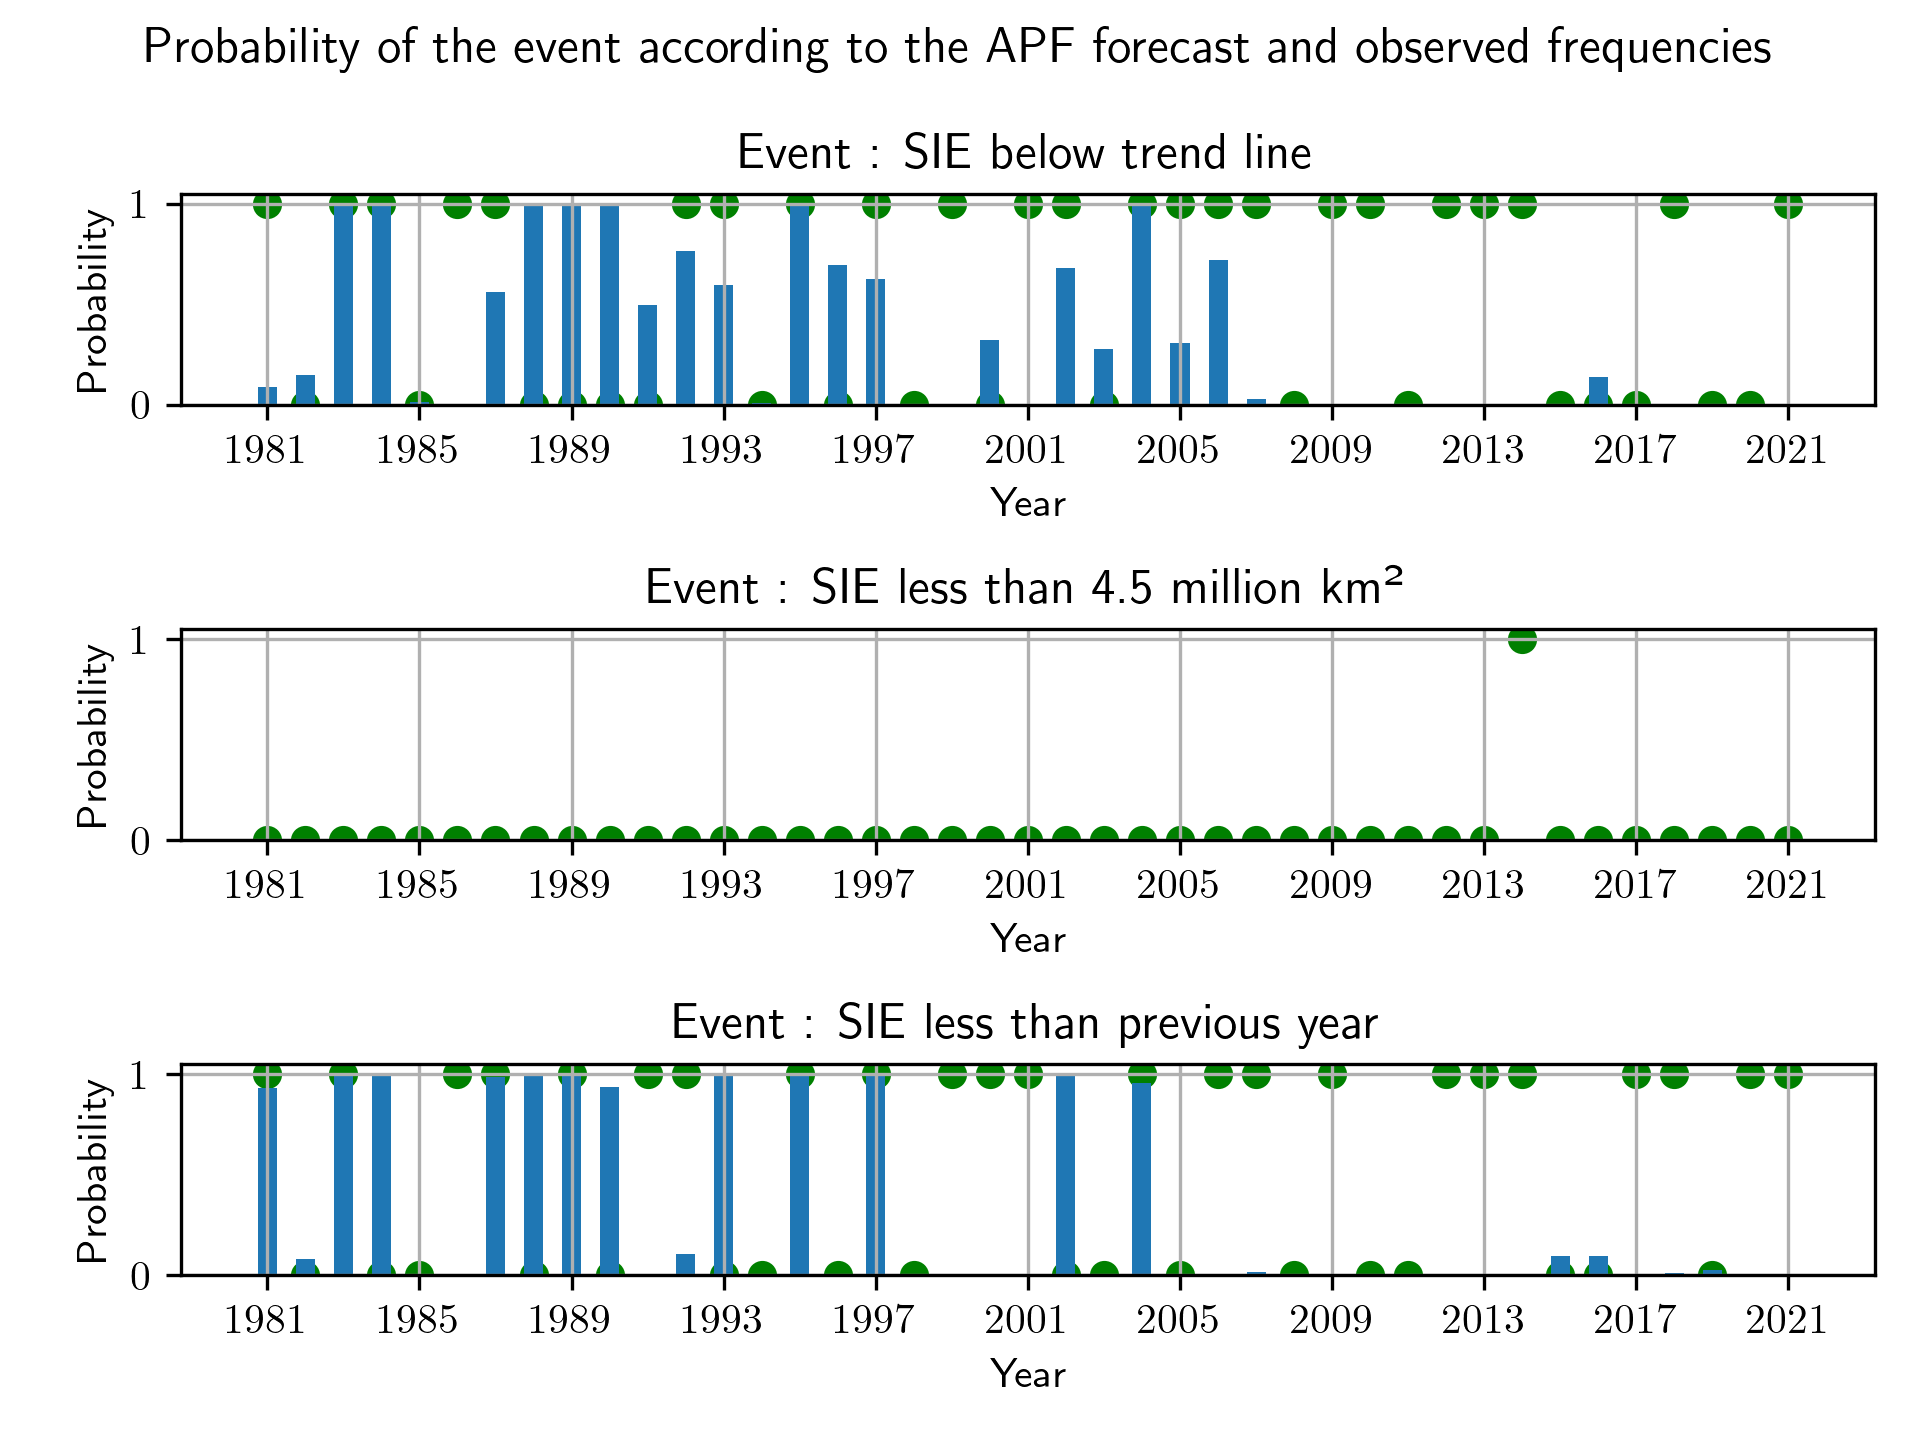 Probability of the event according to the APF forecast and observed frequencies
Event : SIE below trend line
Probability
1
0
1981 1985 1989 1993 1997 2001 2005 2009 2013 2017 2021
Year
Event : SIE less than 4.5 million km²
Probability
1
0
1981 1985 1989 1993 1997 2001 2005 2009 2013 2017 2021
Year
Event : SIE less than previous year
Probability
1
0
1981 1985 1989 1993 1997 2001 2005 2009 2013 2017 2021
Year